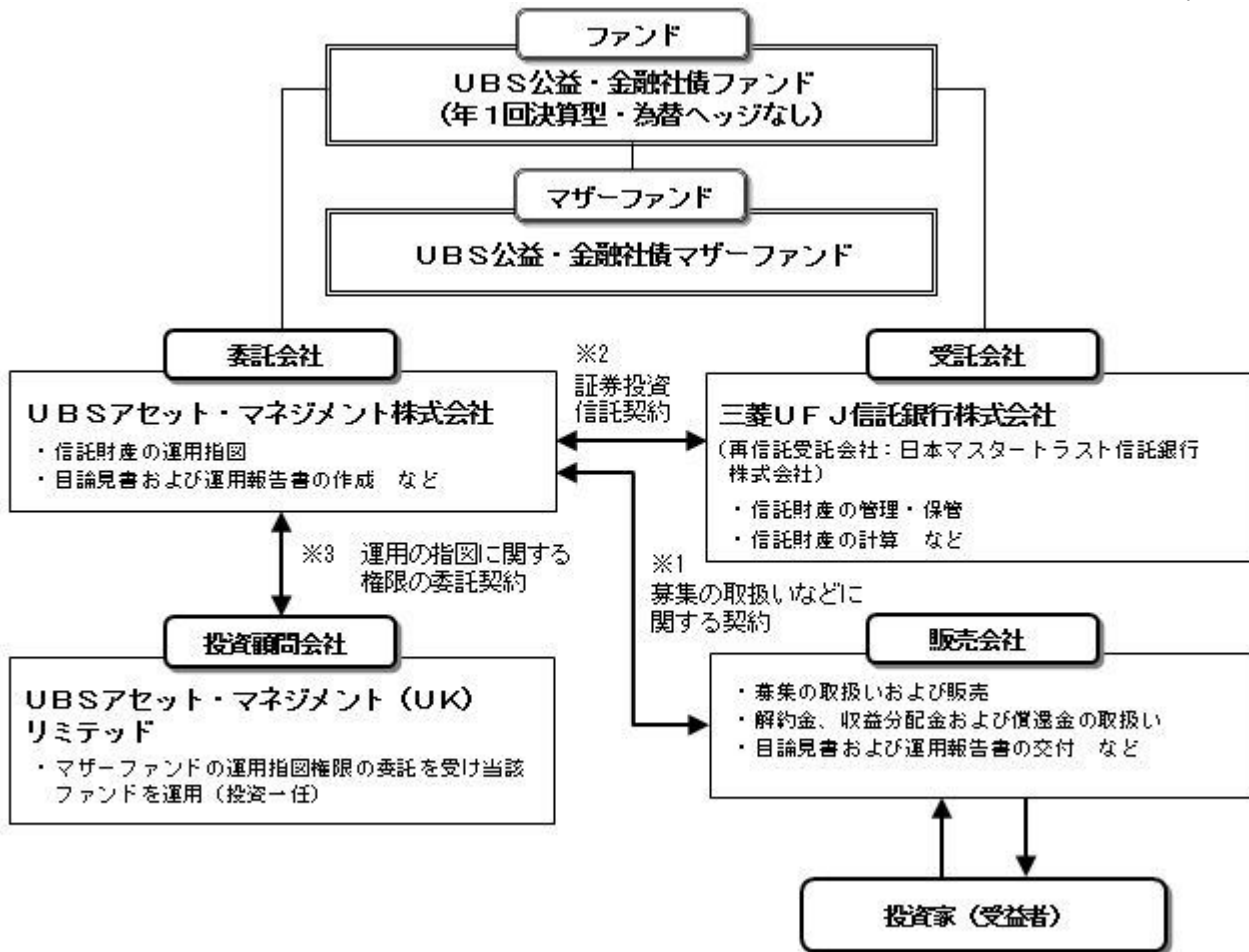 ファンド
UBS公益・金融社債ファンド
(年1回決算型・為替ヘッジなし)
マザーファンド
UBS公益・金融社債マザーファンド
委託会社
UBSアセット・マネジメント株式会社
・信託財産の運用指図
・目論見書および運用報告書の作成　など
※2
証券投資
信託契約
受託会社
三菱UFJ信託銀行株式会社
(再信託受託会社：日本マスタートラスト信託銀行
株式会社)
・信託財産の管理・保管
・信託財産の計算　など
※3　運用の指図に関する
権限の委託契約
※1
募集の取扱いなどに
関する契約
投資顧問会社
UBSアセット・マネジメント（UK）
リミテッド
・マザーファンドの運用指図権限の委託を受け当該
ファンドを運用（投資一任）
販売会社
・募集の取扱いおよび販売
・解約金、収益分配金および償還金の取扱い
・目論見書および運用報告書の交付　など
投資家（受益者）